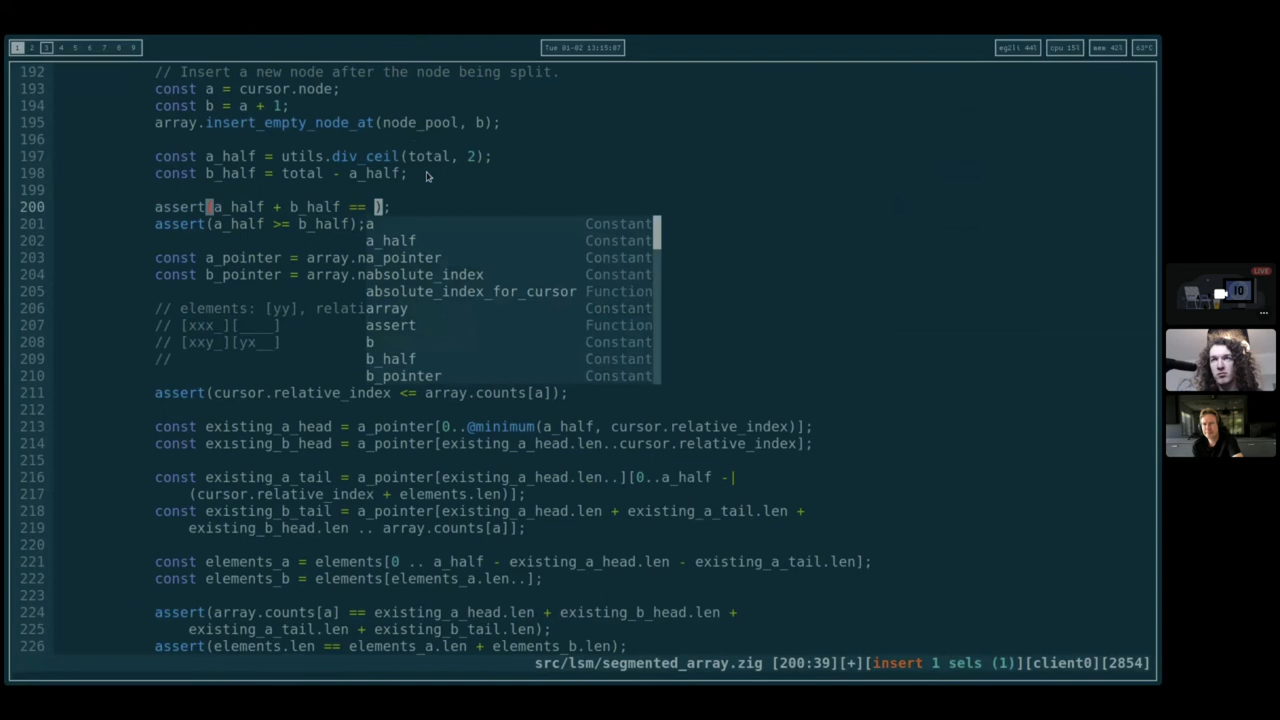 1 2 3 4 5 6 7 8 9
Tue 01-02 13:15:07
eg2li 44l cpu 15l mem 42l 63°C
192 // Insert a new node after the node being split.
193 const a = cursor.node;
194 const b = a + 1;
195 array.insert_empty_node_at(node_pool, b);
196
197 const a_half = utils.div_ceil(total, 2);
198 const b_half = total - a_half;
199
200 assert(a_half + b_half == );
201 assert(a_half >= b_half);a Constant
202 a_half Constant
203 const a_pointer = array.na_pointer Constant
204 const b_pointer = array.nabsolute_index Constant
205 absolute_index_for_cursor Function
206 // elements: [yy], relatiarray Constant
207 // [xxx_][____] assert Function
208 // [xxy_][yx__] b Constant
209 // b_half Constant
210 b_pointer Constant
211 assert(cursor.relative_index <= array.counts[a]);
212
213 const existing_a_head = a_pointer[0..@minimum(a_half, cursor.relative_index)];
214 const existing_b_head = a_pointer[existing_a_head.len..cursor.relative_index];
215
216 const existing_a_tail = a_pointer[existing_a_head.len..][0..a_half -|
217 (cursor.relative_index + elements.len)];
218 const existing_b_tail = a_pointer[existing_a_head.len + existing_a_tail.len +
219 existing_b_head.len .. array.counts[a]];
220
221 const elements_a = elements[0 .. a_half - existing_a_head.len - existing_a_tail.len];
222 const elements_b = elements[elements_a.len..];
223
224 assert(array.counts[a] == existing_a_head.len + existing_b_head.len +
225 existing_a_tail.len + existing_b_tail.len);
226 assert(elements.len == elements_a.len + elements_b.len);
src/lsm/segmented_array.zig [200:39][+][insert 1 sels (1)][client0][2854]
LIVE
10